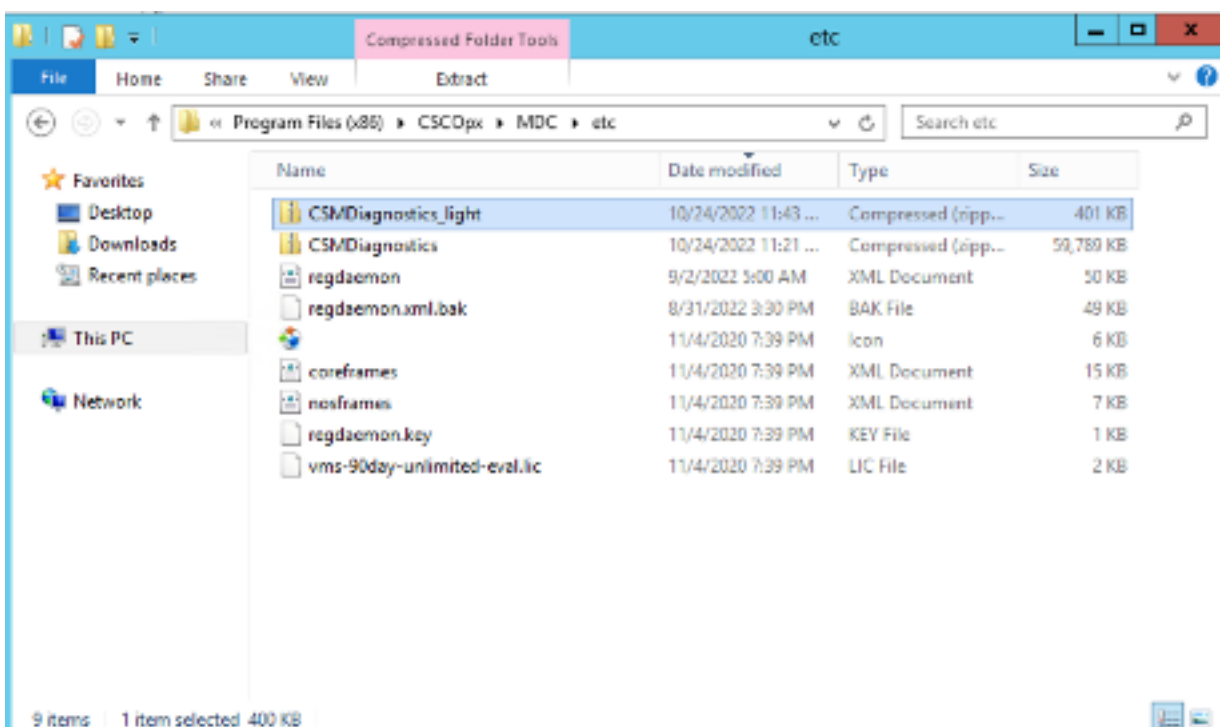 Compressed Folder Tools etc
File Home Share View Extract
« Program Files (x86) CSCOpx MDC etc Search etc
Name Date modified Type Size
Favorites
Desktop
Downloads
Recent places
This PC
Network
CSMDiagnostics_light 10/24/2022 11:43 ... Compressed (zipp... 401 KB
CSMDiagnostics 10/24/2022 11:21 ... Compressed (zipp... 59,789 KB
regdaemon 9/2/2022 5:00 AM XML Document 50 KB
regdaemon.xml.bak 8/31/2022 3:30 PM BAK File 49 KB
11/4/2020 7:39 PM Icon 6 KB
coreframes 11/4/2020 7:39 PM XML Document 15 KB
nosframes 11/4/2020 7:39 PM XML Document 7 KB
regdaemon.key 11/4/2020 7:39 PM KEY File 1 KB
vms-90day-unlimited-eval.lic 11/4/2020 7:39 PM LIC File 2 KB
9 items 1 item selected 400 KB